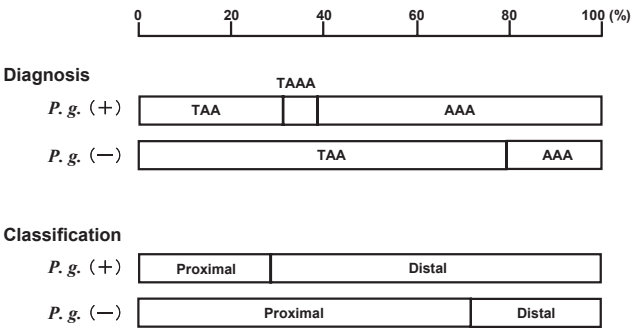 0 20 40 60 80 100 (%)
Diagnosis
TAAA
P. g. (+) TAA AAA
P. g. (−) TAA AAA
Classification
P. g. (+) Proximal Distal
P. g. (−) Proximal Distal